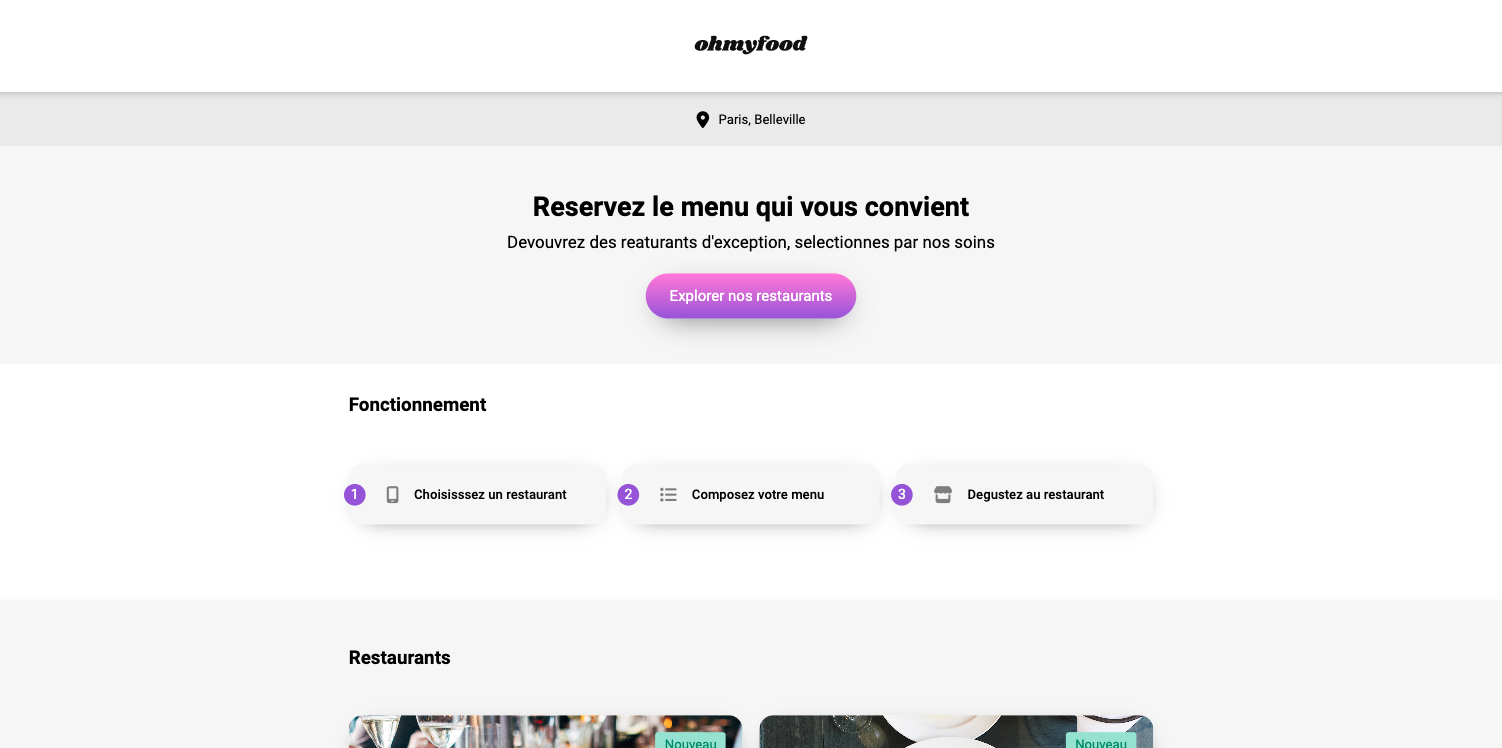 ohmyfood
Paris, Belleville
Reservez le menu qui vous convient
Devouvrez des reaturants d'exception, selectionnes par nos soins
Explorer nos restaurants
Fonctionnement
1 Choisisssez un restaurant
2 Composez votre menu
3 Degustez au restaurant
Restaurants
Nouveau
Nouveau